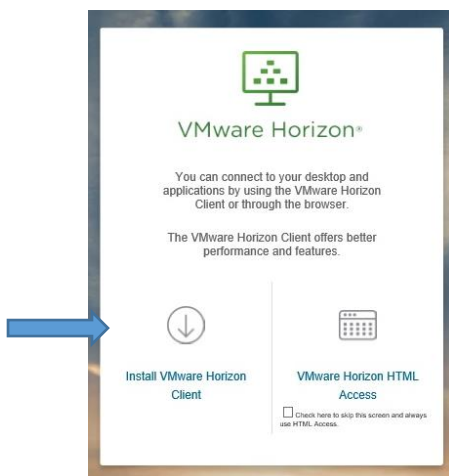 VMware Horizon®
You can connect to your desktop and
applications by using the VMware Horizon
Client or through the browser.
The VMware Horizon Client offers better
performance and features.
Install VMware Horizon
Client
VMware Horizon HTML
Access
Check here to skip this screen and always
use HTML Access.